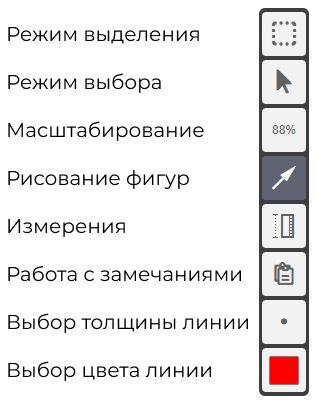 Режим выделения
Режим выбора
Масштабирование
88%
Рисование фигур
Измерения
Работа с замечаниями
Выбор толщины линии
Выбор цвета линии